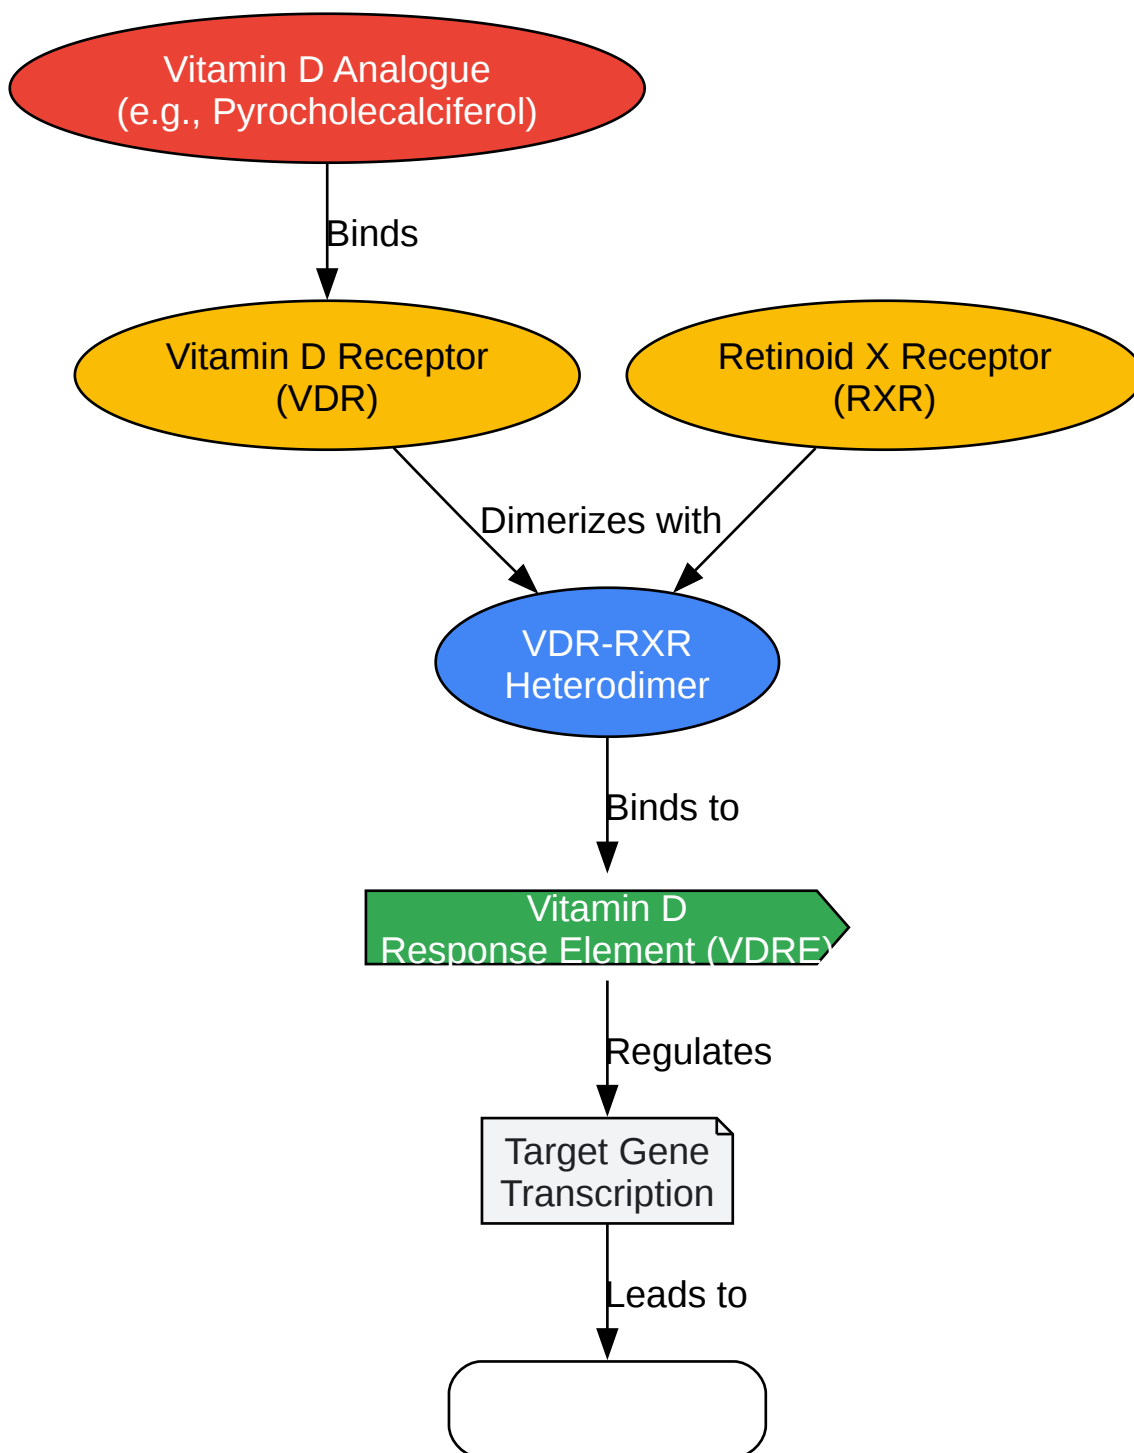 Vitamin D Analogue
(e.g., Pyrocholecalciferol)
Binds
Vitamin D Receptor
(VDR)
Retinoid X Receptor
(RXR)
Dimerizes with
VDR-RXR
Heterodimer
Binds to
Vitamin D
Response Element (VDRE)
Regulates
Target Gene
Transcription
Leads to